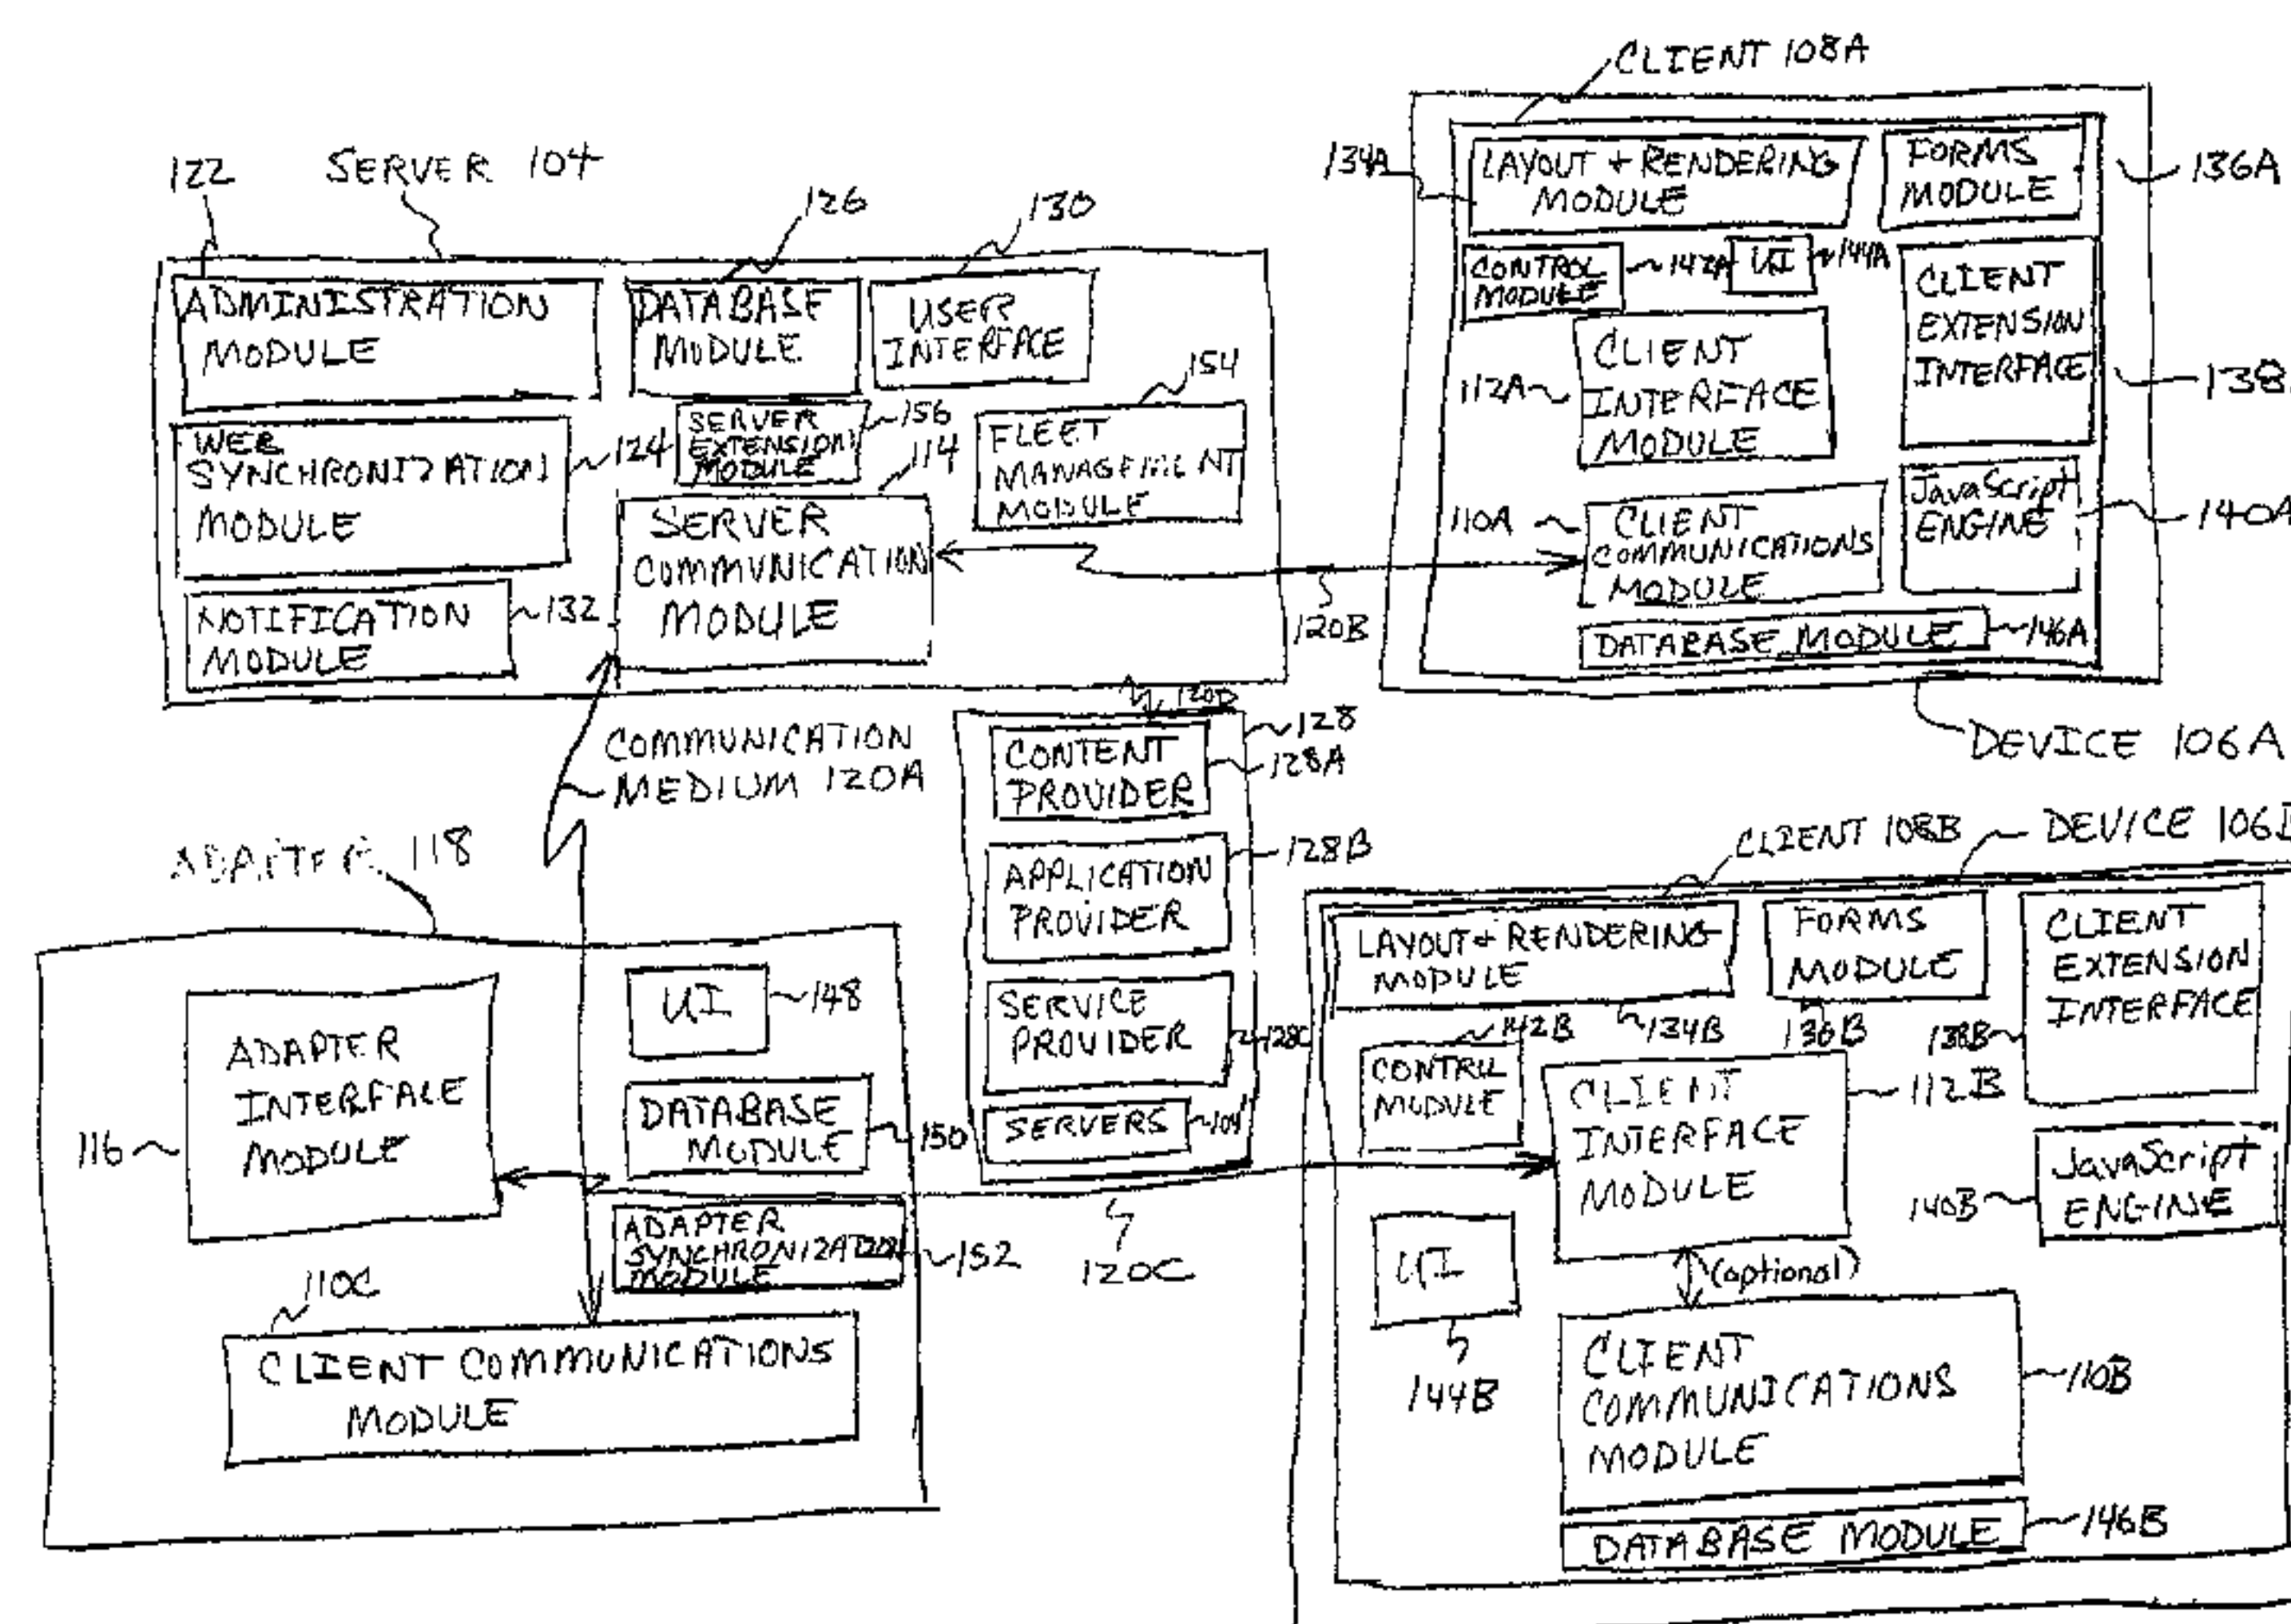 CLIENT 108A
SERVER 104
122
126
130
ADMINISTRATION
MODULE
DATABASE
MODULE
USER
INTERFACE
154
WEB
SYNCHRONIZATION
MODULE
124
SERVER
EXTENSION
MODULE
156
114
FLEET
MANAGEMENT
MODULE
SERVER
COMMUNICATION
MODULE
NOTIFICATION
MODULE
132
134A
LAYOUT + RENDERING
MODULE
FORMS
MODULE
136A
CONTROL
MODULE
142A
UI
144A
CLIENT
EXTENSION
INTERFACE
138
112A
CLIENT
INTERFACE
MODULE
110A
CLIENT
COMMUNICATIONS
MODULE
JavaScript
ENGINE
140A
120B
DATABASE MODULE
146A
DEVICE 106A
COMMUNICATION
MEDIUM 120A
120D
128
CONTENT
PROVIDER
128A
APPLICATION
PROVIDER
128B
SERVICE
PROVIDER
128C
SERVERS
104
ADAPTER 118
116
ADAPTER
INTERFACE
MODULE
UI
148
DATABASE
MODULE
150
ADAPTER
MODULE
152
110C
CLIENT COMMUNICATIONS
MODULE
120C
CLIENT 108B
DEVICE 106B
LAYOUT + RENDERING
MODULE
134B
FORMS
MODULE
136B
CLIENT
EXTENSION
INTERFACE
138B
142B
CONTROL
MODULE
CLIENT
INTERFACE
MODULE
112B
JavaScript
ENGINE
140B
UI
144B
(optional)
CLIENT
COMMUNICATIONS
MODULE
110B
DATABASE MODULE
146B